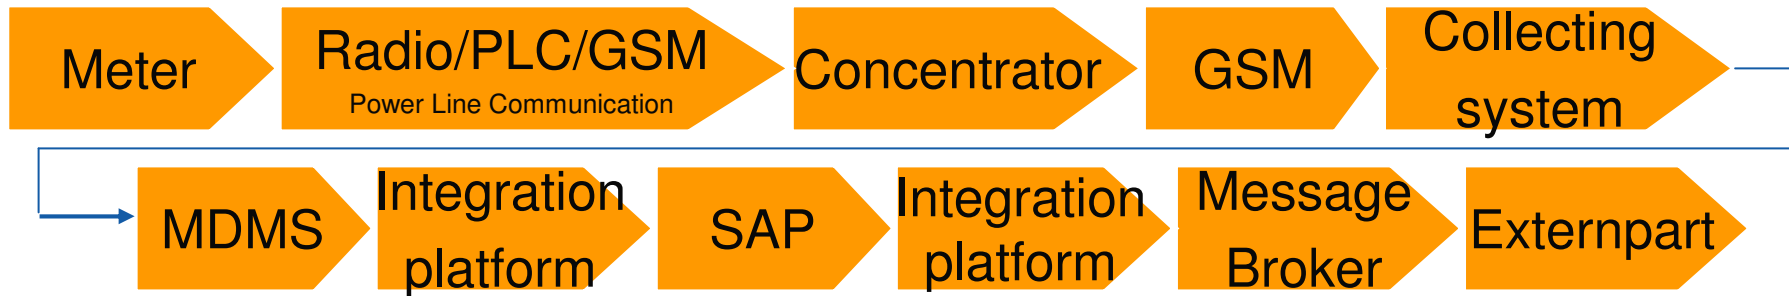 Meter
Radio/PLC/GSM
Power Line Communication
Concentrator
GSM
Collecting
system
MDMS
Integration
platform
SAP
Integration
platform
Message
Broker
Externpart